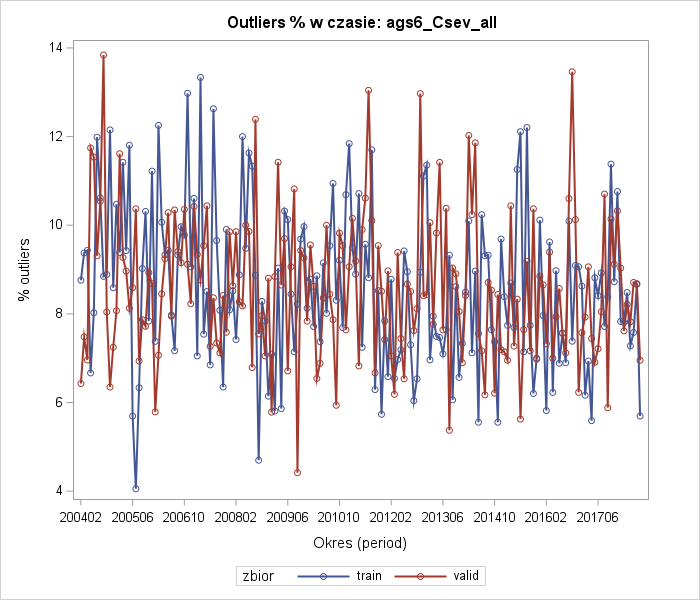 Outliers % w czasie: ags6_Csev_all
14
12
10
8
6
4
% outliers
200402 200506 200610 200802 200906 201010 201202 201306 201410 201602 201706
Okres (period)
zbior train valid